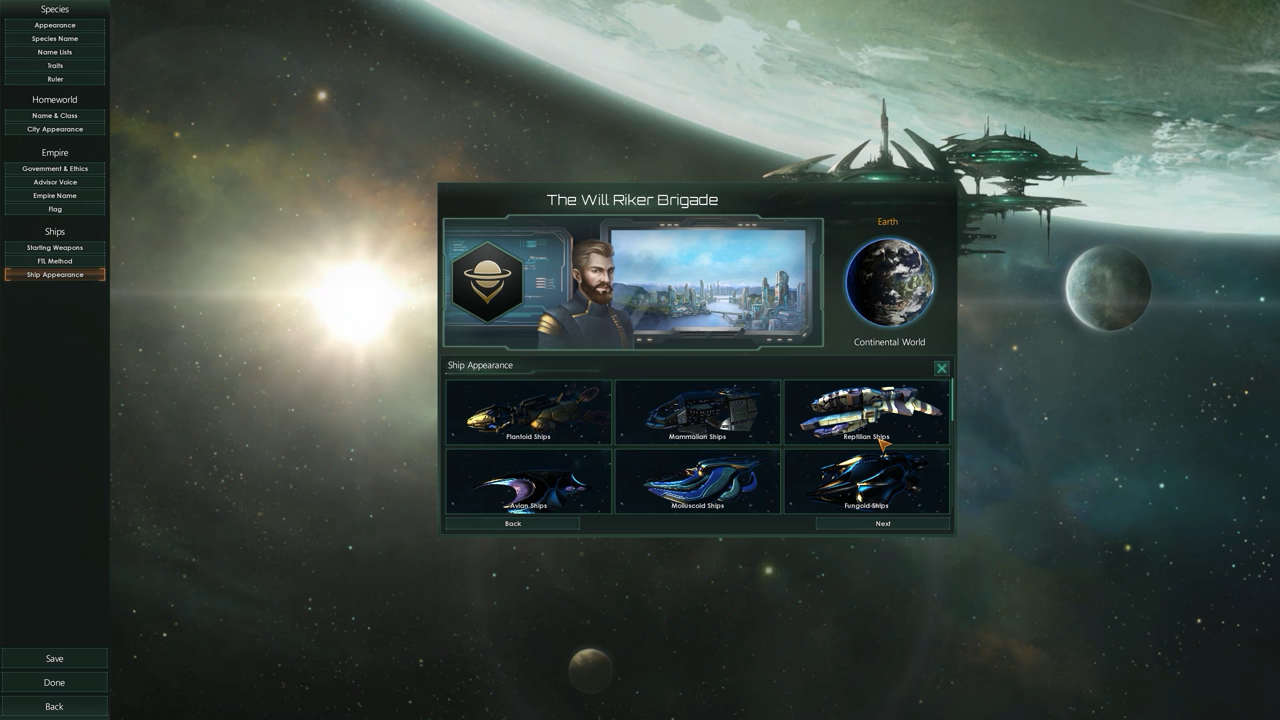 Species
Appearance
Species Name
Name Lists
Traits
Ruler
Homeworld
Name & Class
City Appearance
Empire
Government & Ethics
Advisor Voice
Empire Name
Flag
Ships
Starting Weapons
FTL Method
Ship Appearance
Save
Done
Back
The Will Riker Brigade
Earth
Continental World
Ship Appearance
Plantoid Ships
Mammalian Ships
Reptilian Ships
Avian Ships
Molluscoid Ships
Fungoid Ships
Back
Next